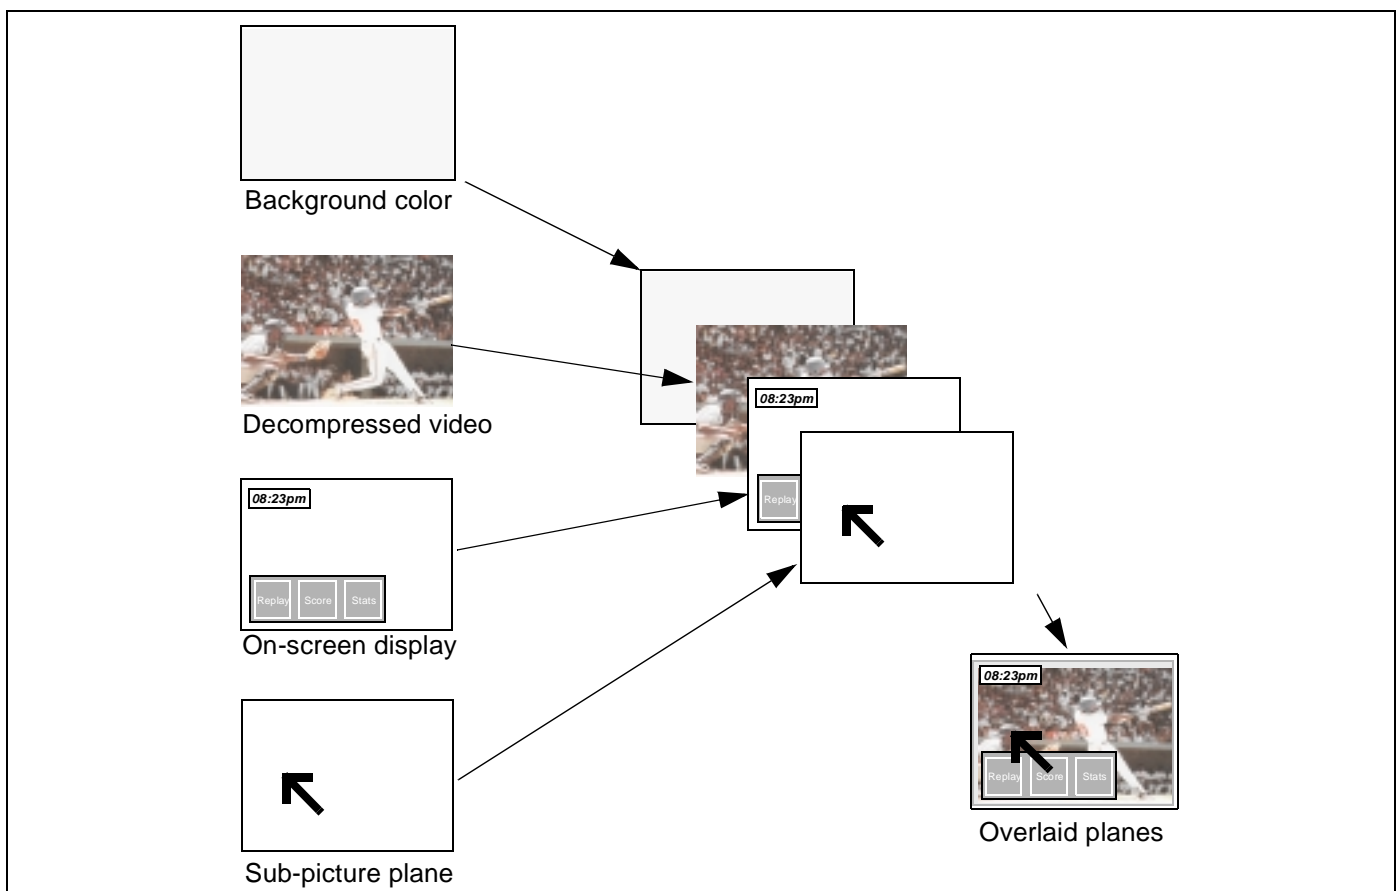 Background color
Decompressed video
08:23pm
Replay Score Stats
On-screen display
Sub-picture plane
08:23pm
Replay
08:23pm
Replay Score Stats
Overlaid planes